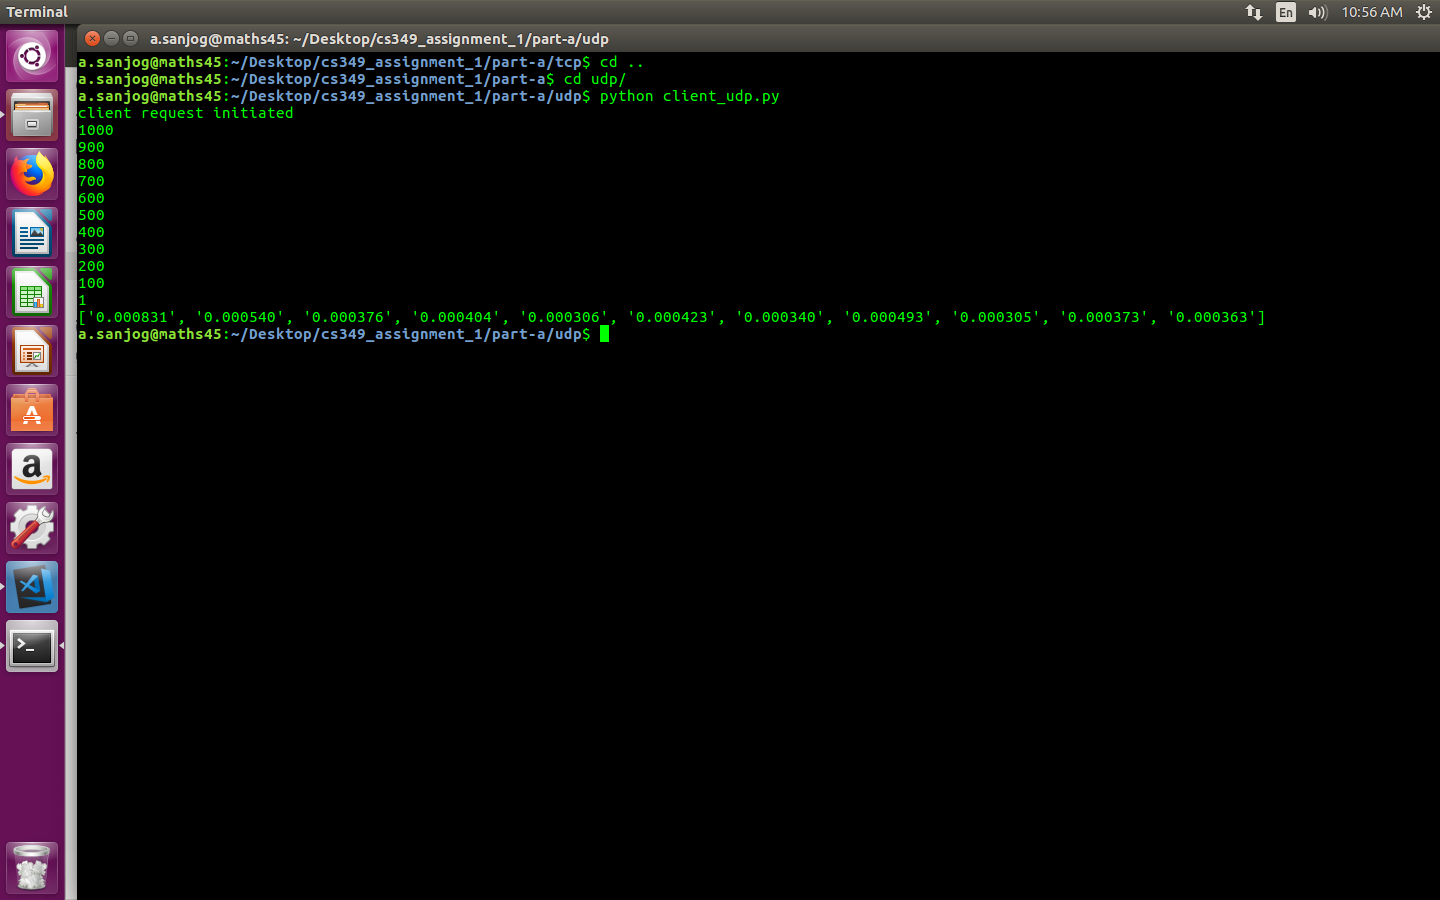 Terminal
En
10:56 AM
a.sanjog@maths45: ~/Desktop/cs349_assignment_1/part-a/udp
a.sanjog@maths45:~/Desktop/cs349_assignment_1/part-a/tcp$ cd ..
a.sanjog@maths45:~/Desktop/cs349_assignment_1/part-a$ cd udp/
a.sanjog@maths45:~/Desktop/cs349_assignment_1/part-a/udp$ python client_udp.py
client request initiated
1000
900
800
700
600
500
400
300
200
100
1
['0.000831', '0.000540', '0.000376', '0.000404', '0.000306', '0.000423', '0.000340', '0.000493', '0.000305', '0.000373', '0.000363']
a.sanjog@maths45:~/Desktop/cs349_assignment_1/part-a/udp$